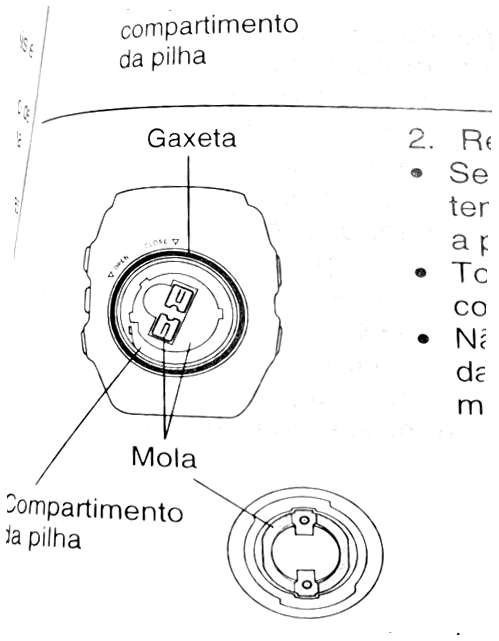 compartimento
da pilha
Gaxeta
OPEN
CLOSE
Mola
Compartimento
da pilha
2. Re
• Se
ter
a p
• To
co
• Nã
da
m